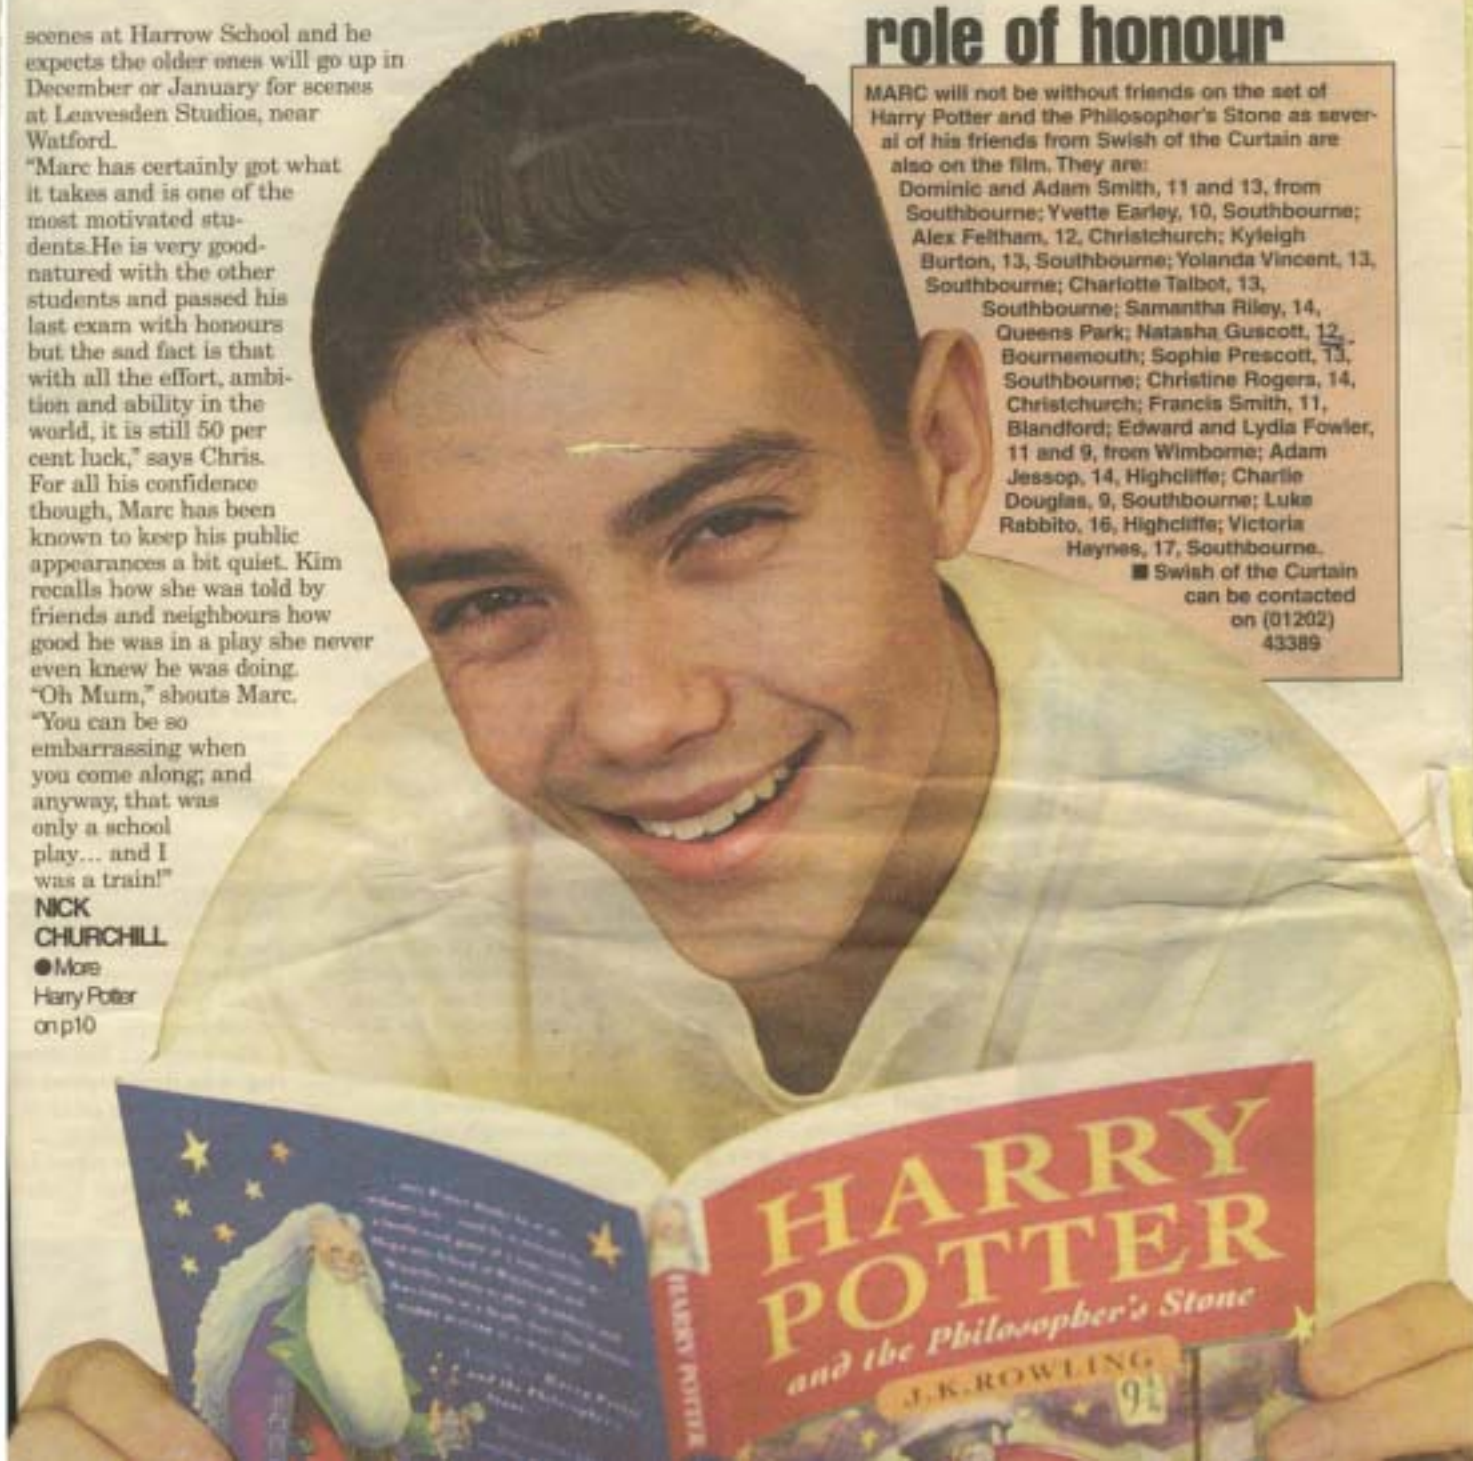 scenes at Harrow School and he
expects the older ones will go up in
December or January for scenes
at Leavesden Studios, near
Watford.
"Marc has certainly got what
it takes and is one of the
most motivated stu-
dents.He is very good-
natured with the other
students and passed his
last exam with honours
but the sad fact is that
with all the effort, ambi-
tion and ability in the
world, it is still 50 per
cent luck," says Chris.
For all his confidence
though, Marc has been
known to keep his public
appearances a bit quiet. Kim
recalls how she was told by
friends and neighbours how
good he was in a play she never
even knew he was doing.
"Oh Mum," shouts Marc.
"You can be so
embarrassing when
you come along; and
anyway, that was
only a school
play... and I
was a train!"
NICK
CHURCHILL
●More
Harry Potter
on p10
role of honour
MARC will not be without friends on the set of
Harry Potter and the Philosopher's Stone as sever-
al of his friends from Swish of the Curtain are
also on the film. They are:
Dominic and Adam Smith, 11 and 13, from
Southbourne; Yvette Earley, 10, Southbourne;
Alex Feltham, 12, Christchurch; Kyleigh
Burton, 13, Southbourne; Yolanda Vincent, 13,
Southbourne; Charlotte Talbot, 13,
Southbourne; Samantha Riley, 14,
Queens Park; Natasha Guscott, 12,
Bournemouth; Sophie Prescott, 13,
Southbourne; Christine Rogers, 14,
Christchurch; Francis Smith, 11,
Blandford; Edward and Lydia Fowler,
11 and 9, from Wimborne; Adam
Jessop, 14, Highcliffe; Charlie
Douglas, 9, Southbourne; Luke
Rabbito, 16, Highcliffe; Victoria
Haynes, 17, Southbourne.
■ Swish of the Curtain
can be contacted
on (01202)
43389
HARRY POTTER
HARRY
POTTER
and the Philosopher's Stone
J.K.ROWLING
9¾